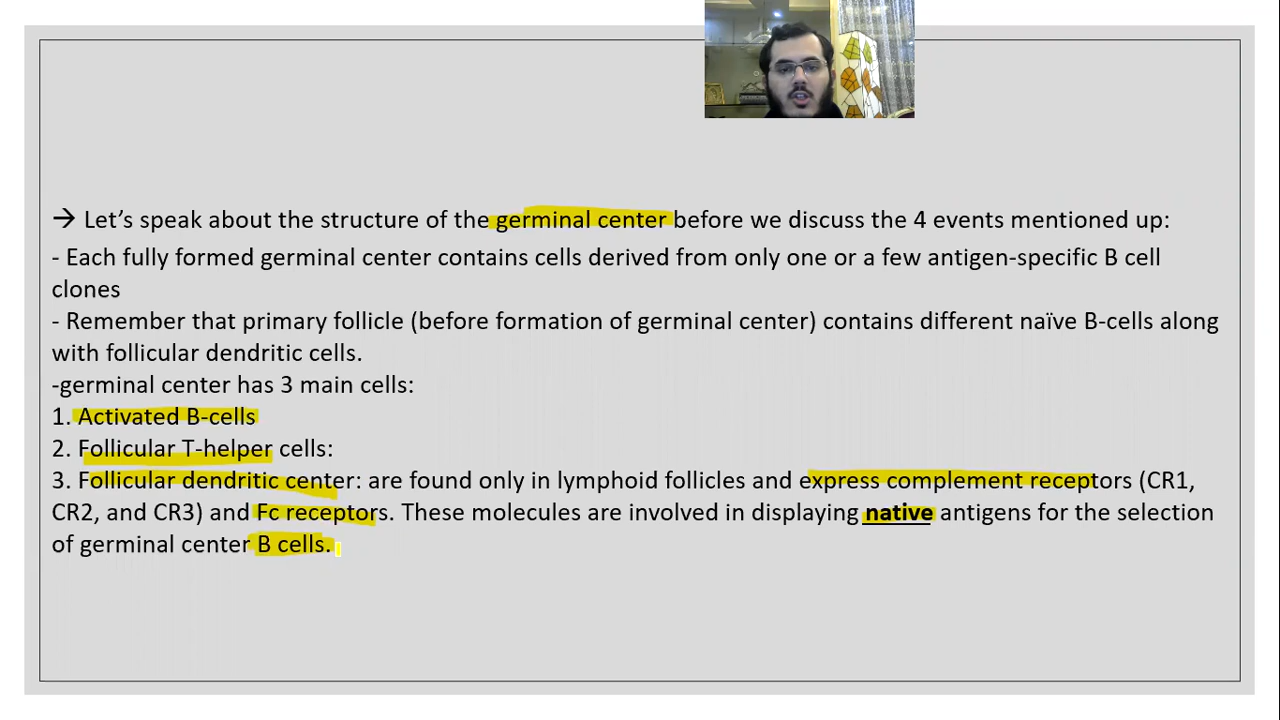 → Let’s speak about the structure of the germinal center before we discuss the 4 events mentioned up:
- Each fully formed germinal center contains cells derived from only one or a few antigen-specific B cell
clones
- Remember that primary follicle (before formation of germinal center) contains different naïve B-cells along
with follicular dendritic cells.
-germinal center has 3 main cells:
1. Activated B-cells
2. Follicular T-helper cells:
3. Follicular dendritic center: are found only in lymphoid follicles and express complement receptors (CR1,
CR2, and CR3) and Fc receptors. These molecules are involved in displaying native antigens for the selection
of germinal center B cells.